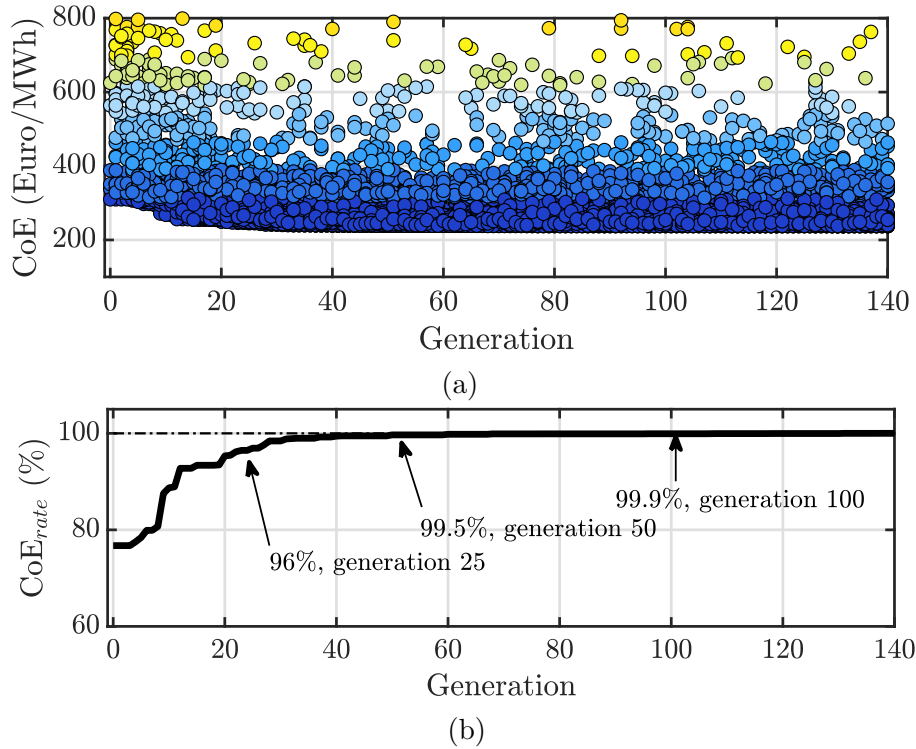 800
600
400
200
CoE (Euro/MWh)
0 20 40 60 80 100 120 140
Generation
(a)
100
80
60
CoE_rate (%)
99.9%, generation 100
99.5%, generation 50
96%, generation 25
0 20 40 60 80 100 120 140
Generation
(b)